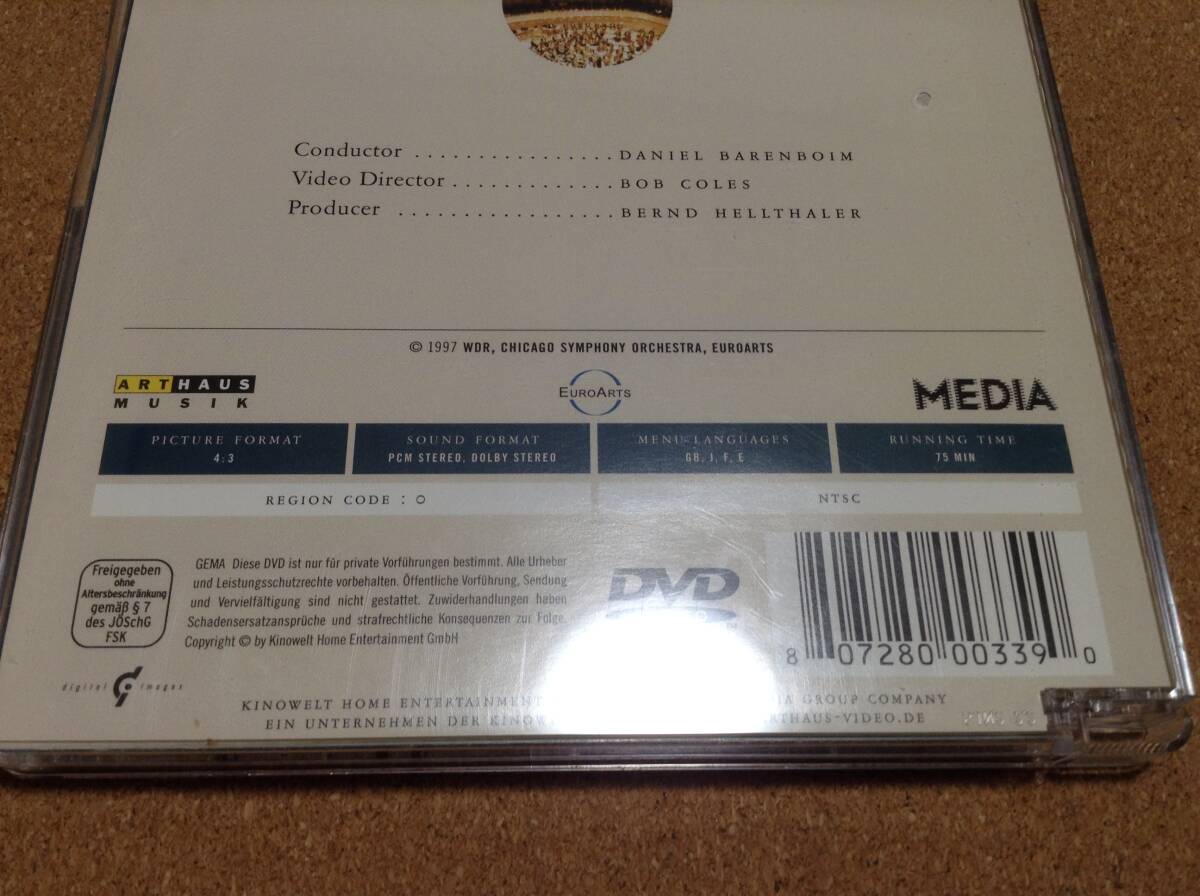 Conductor ................ DANIEL BARENBOIM
Video Director ............. BOB COLES
Producer ................. BERND HELLTHALER
© 1997 WDR, CHICAGO SYMPHONY ORCHESTRA, EUROARTS
ARTHAUS
MUSIK
EUROARTS
MEDIA
PICTURE FORMAT
4:3
SOUND FORMAT
PCM STEREO, DOLBY STEREO
MENU-LANGUAGES
GB, I, F, E
RUNNING TIME
75 MIN
REGION CODE : 0
NTSC
Freigegeben
ohne
Altersbeschränkung
gemäß § 7
des JÖSchG
FSK
GEMA Diese DVD ist nur für private Vorführungen bestimmt. Alle Urheber
und Leistungsschutzrechte vorbehalten. Öffentliche Vorführung, Sendung
und Vervielfältigung sind nicht gestattet. Zuwiderhandlungen haben
Schadensersatzansprüche und strafrechtliche Konsequenzen zur Folge.
Copyright © by Kinowelt Home Entertainment GmbH
DVD
8 07280 00339 0
digital images
KINOWELT HOME ENTERTAINMENT GROUP COMPANY
EIN UNTERNEHMEN DER